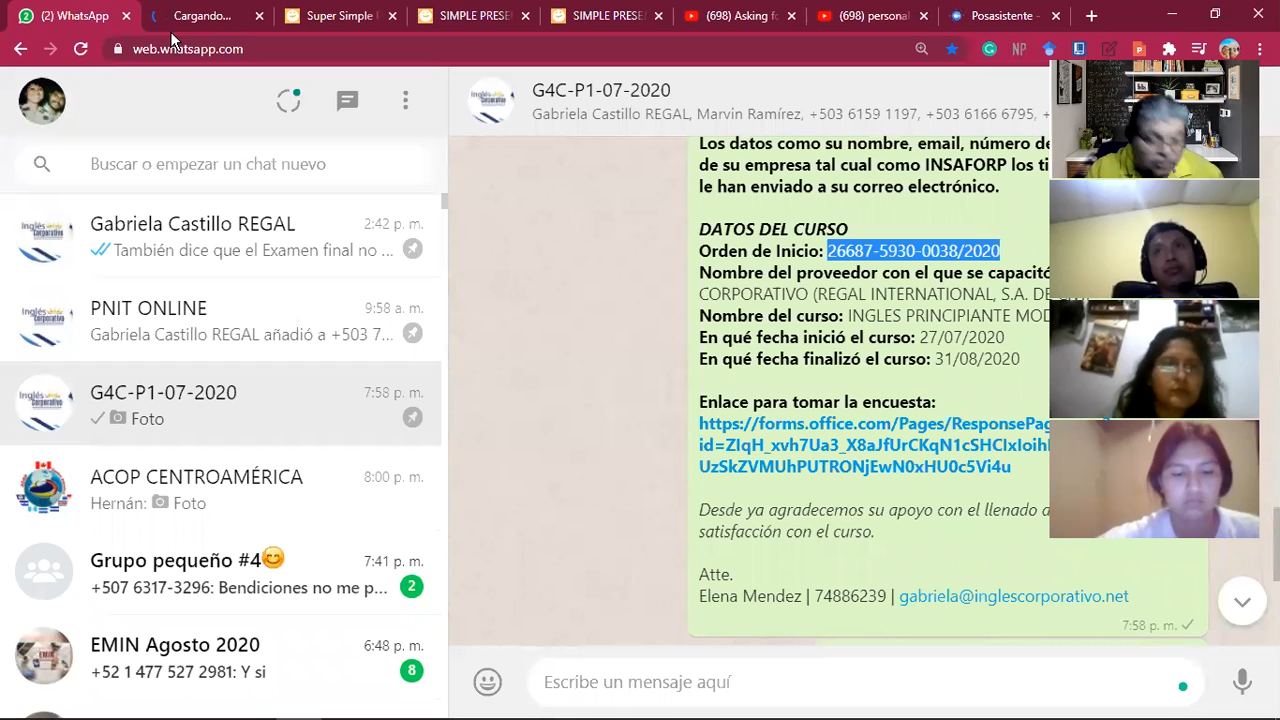 (2) WhatsApp
Cargando...
Super Simple
SIMPLE PRESE
SIMPLE PRESE
(698) Asking fo
(698) personal
Posasistente -
web.whatsapp.com
NP
Buscar o empezar un chat nuevo
Gabriela Castillo REGAL
2:42 p. m.
También dice que el Examen final no ...
PNIT ONLINE
9:58 a. m.
Gabriela Castillo REGAL añadió a +503 7...
G4C-P1-07-2020
7:58 p. m.
Foto
ACOP CENTROAMÉRICA
8:00 p. m.
Hernán: Foto
Grupo pequeño #4😊
7:41 p. m.
+507 6317-3296: Bendiciones no me p...
2
EMIN Agosto 2020
6:48 p. m.
+52 1 477 527 2981: Y si
8
G4C-P1-07-2020
Gabriela Castillo REGAL, Marvin Ramírez, +503 6159 1197, +503 6166 6795, +
Los datos como su nombre, email, número de
de su empresa tal cual como INSAFORP los ti
le han enviado a su correo electrónico.
DATOS DEL CURSO
Orden de Inicio: 26687-5930-0038/2020
Nombre del proveedor con el que se capacitó
CORPORATIVO (REGAL INTERNATIONAL, S.A. DE
Nombre del curso: INGLES PRINCIPIANTE MOD
En qué fecha inició el curso: 27/07/2020
En qué fecha finalizó el curso: 31/08/2020
Enlace para tomar la encuesta:
https://forms.office.com/Pages/ResponsePag
id=ZIqH_xvh7Ua3_X8aJfUrCKqN1cSHCIxIoih
UzSkZVMUhPUTRONjEwN0xHU0c5Vi4u
Desde ya agradecemos su apoyo con el llenado
satisfacción con el curso.
Atte.
Elena Mendez | 74886239 | gabriela@inglescorporativo.net
7:58 p. m.
Escribe un mensaje aquí